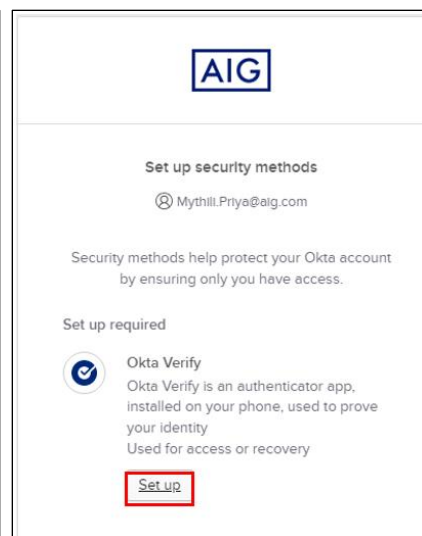 AIG
Set up security methods
Mythili.Priya@aig.com
Security methods help protect your Okta account
by ensuring only you have access.
Set up required
Okta Verify
Okta Verify is an authenticator app,
installed on your phone, used to prove
your identity
Used for access or recovery
Set up